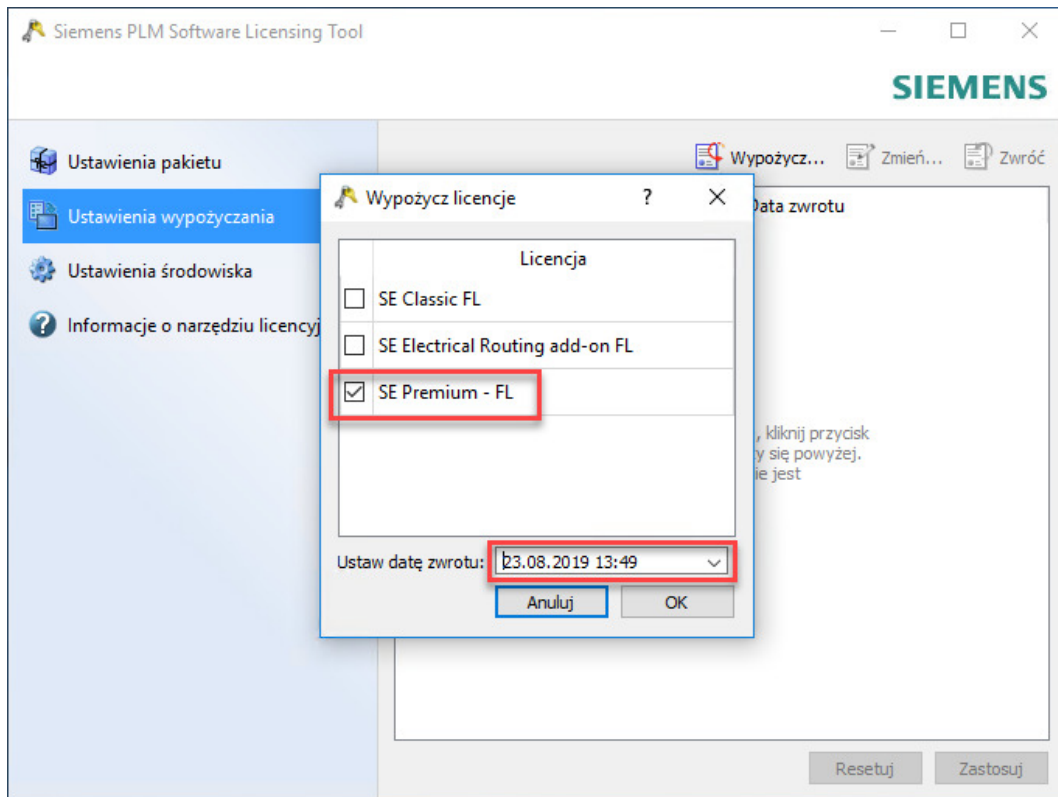 Siemens PLM Software Licensing Tool
SIEMENS
Ustawienia pakietu
Ustawienia wypożyczania
Ustawienia środowiska
Informacje o narzędziu licencyj
Wypożycz...
Zmień...
Zwróć
Data zwrotu
Wypożycz licencje
?
Licencja
SE Classic FL
SE Electrical Routing add-on FL
SE Premium - FL
, kliknij przycisk
y się powyżej.
ie jest
Ustaw datę zwrotu: 23.08.2019 13:49
Anuluj
OK
Resetuj
Zastosuj